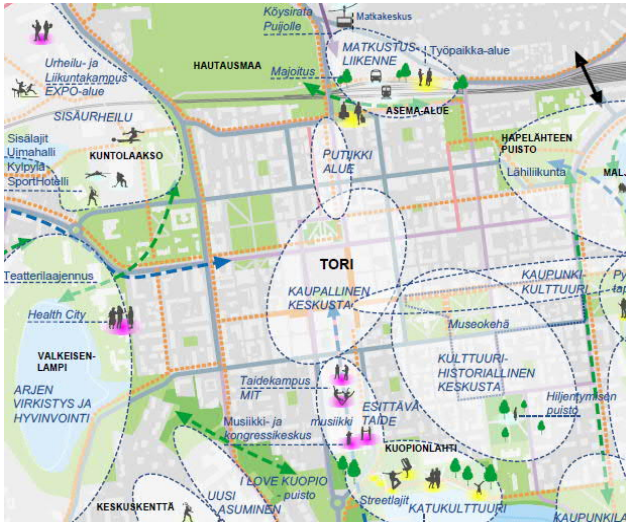 Köysirata
Puijolle
Matkakeskus
Urheilu- ja
Liikuntakampus
EXPO-alue
HAUTAUSMAA
MATKUSTUS-
LIIKENNE
Työpaikka-alue
Majoitus
SISÄURHEILU
ASEMA-ALUE
HAPELÄHTEEN
PUISTO
Sisälajit
Uimahalli
Kylpylä
SportHotelli
KUNTOLAAKSO
PUTIIKKI
ALUE
Lähiliikunta
MALJ
TORI
KAUPALLINEN
KESKUSTA
Teatterilaajennus
KAUPUNKI-
KULTTUURI
Health City
Museokehä
VALKEISEN-
LAMPI
KULTTUURI-
HISTORIALLINEN
KESKUSTA
ARJEN
VIRKISTYS JA
HYVINVOINTI
Taidekampus
MIT
Hiljentymisen
puisto
ESITTÄVÄ
TAIDE
Musiikki- ja
kongressikeskus
musiikki
KUOPIONLAHTI
I LOVE KUOPIO
- puisto
Streetlajit
KATUKULTTUURI
KESKUSKENTTÄ
UUSI
ASUMINEN
KAUPUNKILA